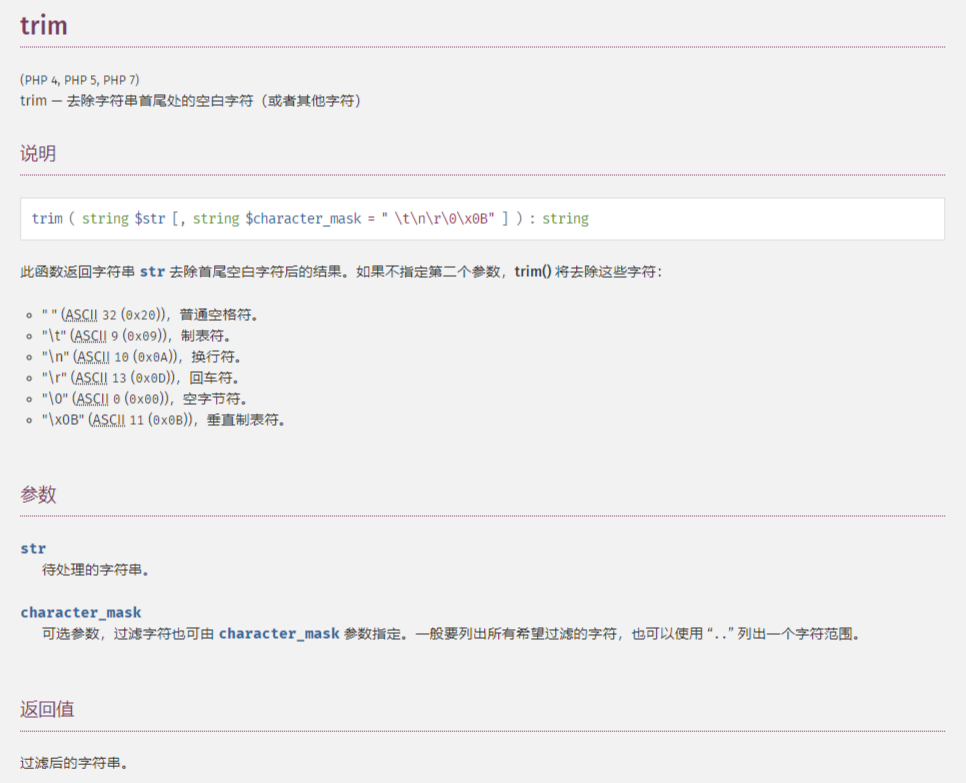 trim
(PHP 4, PHP 5, PHP 7)
trim — 去除字符串首尾处的空白字符（或者其他字符）
说明
trim ( string $str [, string $character_mask = " \t\n\r\0\x0B" ] ) : string
此函数返回字符串 str 去除首尾空白字符后的结果。如果不指定第二个参数，trim() 将去除这些字符：
" " (ASCII 32 (0x20))，普通空格符。
"\t" (ASCII 9 (0x09))，制表符。
"\n" (ASCII 10 (0x0A))，换行符。
"\r" (ASCII 13 (0x0D))，回车符。
"\0" (ASCII 0 (0x00))，空字节符。
"\x0B" (ASCII 11 (0x0B))，垂直制表符。
参数
str
待处理的字符串。
character_mask
可选参数，过滤字符也可由 character_mask 参数指定。一般要列出所有希望过滤的字符，也可以使用 “..” 列出一个字符范围。
返回值
过滤后的字符串。